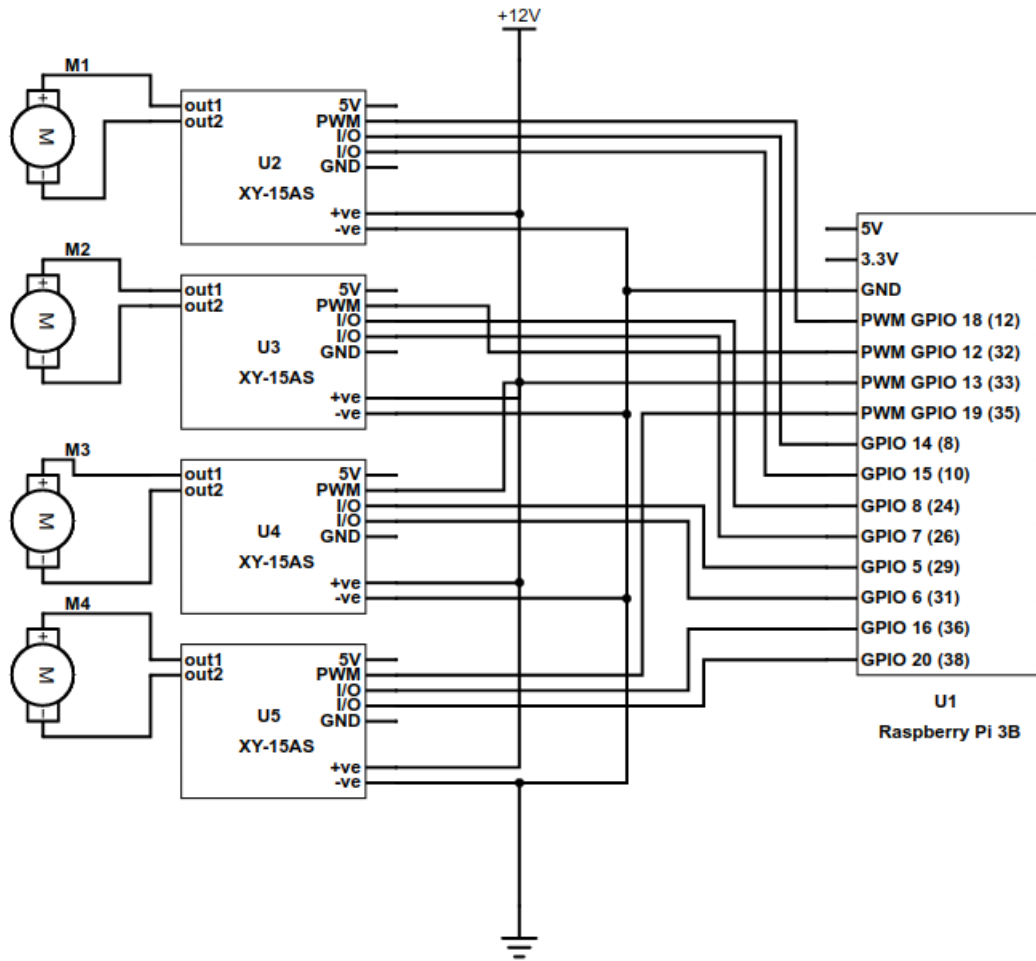 +12V
M1
out1
out2
5V
PWM
I/O
I/O
GND
+ve
-ve
U2
XY-15AS
+
M
–
M2
out1
out2
5V
PWM
I/O
I/O
GND
+ve
-ve
U3
XY-15AS
+
M
–
M3
out1
out2
5V
PWM
I/O
I/O
GND
+ve
-ve
U4
XY-15AS
+
M
–
M4
out1
out2
5V
PWM
I/O
I/O
GND
+ve
-ve
U5
XY-15AS
+
M
–
5V
3.3V
GND
PWM GPIO 18 (12)
PWM GPIO 12 (32)
PWM GPIO 13 (33)
PWM GPIO 19 (35)
GPIO 14 (8)
GPIO 15 (10)
GPIO 8 (24)
GPIO 7 (26)
GPIO 5 (29)
GPIO 6 (31)
GPIO 16 (36)
GPIO 20 (38)
U1
Raspberry Pi 3B